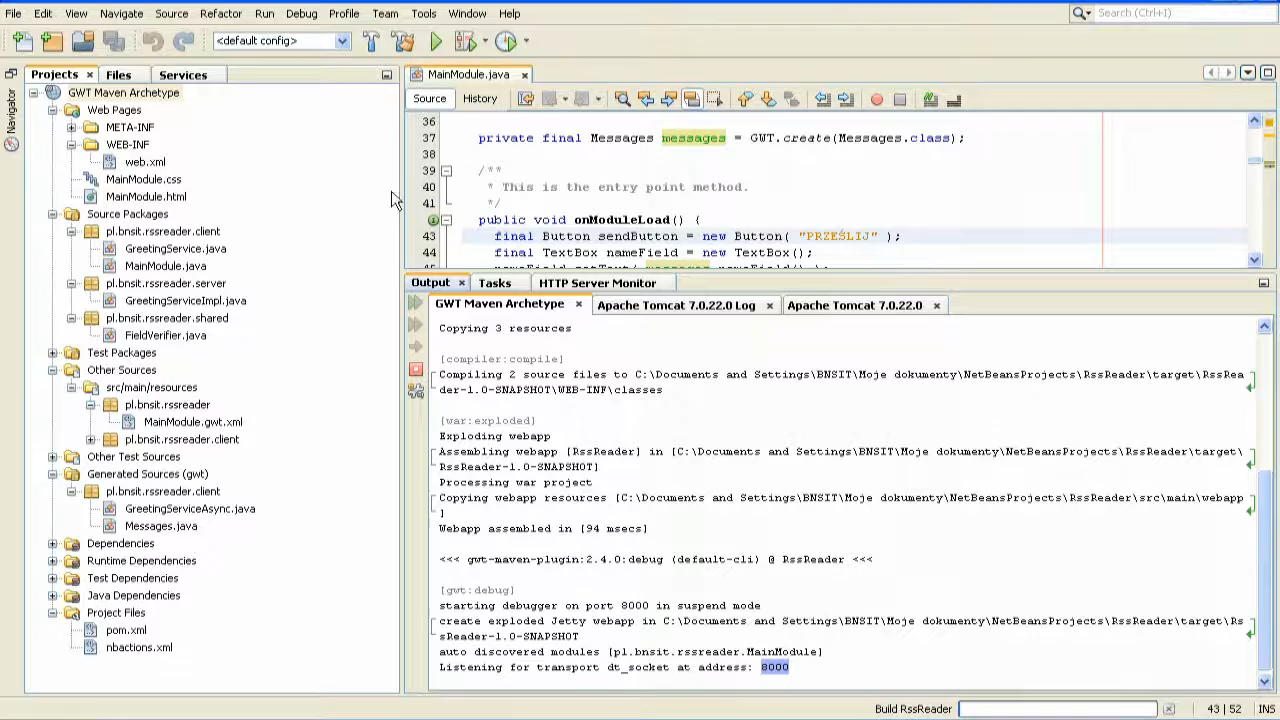 File Edit View Navigate Source Refactor Run Debug Profile Team Tools Window Help
Search (Ctrl+I)
<default config>
Projects Files Services
MainModule.java
Navigator
Source History
GWT Maven Archetype
Web Pages
META-INF
WEB-INF
web.xml
MainModule.css
MainModule.html
Source Packages
pl.bnsit.rssreader.client
GreetingService.java
MainModule.java
pl.bnsit.rssreader.server
GreetingServiceImpl.java
pl.bnsit.rssreader.shared
FieldVerifier.java
Test Packages
Other Sources
src/main/resources
pl.bnsit.rssreader
MainModule.gwt.xml
pl.bnsit.rssreader.client
Other Test Sources
Generated Sources (gwt)
pl.bnsit.rssreader.client
GreetingServiceAsync.java
Messages.java
Dependencies
Runtime Dependencies
Test Dependencies
Java Dependencies
Project Files
pom.xml
nbactions.xml
36
37 private final Messages messages = GWT.create(Messages.class);
38
39 /**
40 * This is the entry point method.
41 */
public void onModuleLoad() {
43 final Button sendButton = new Button( "PRZEŚLIJ" );
44 final TextBox nameField = new TextBox();
Output Tasks HTTP Server Monitor
GWT Maven Archetype Apache Tomcat 7.0.22.0 Log Apache Tomcat 7.0.22.0
Copying 3 resources
[compiler:compile]
Compiling 2 source files to C:\Documents and Settings\BNSIT\Moje dokumenty\NetBeansProjects\RssReader\target\RssRea
der-1.0-SNAPSHOT\WEB-INF\classes
[war:exploded]
Exploding webapp
Assembling webapp [RssReader] in [C:\Documents and Settings\BNSIT\Moje dokumenty\NetBeansProjects\RssReader\target\
RssReader-1.0-SNAPSHOT]
Processing war project
Copying webapp resources [C:\Documents and Settings\BNSIT\Moje dokumenty\NetBeansProjects\RssReader\src\main\webapp
]
Webapp assembled in [94 msecs]
<<< gwt-maven-plugin:2.4.0:debug (default-cli) @ RssReader <<<
[gwt:debug]
starting debugger on port 8000 in suspend mode
create exploded Jetty webapp in C:\Documents and Settings\BNSIT\Moje dokumenty\NetBeansProjects\RssReader\target\Rs
sReader-1.0-SNAPSHOT
auto discovered modules [pl.bnsit.rssreader.MainModule]
Listening for transport dt_socket at address: 8000
Build RssReader
43 | 52 INS